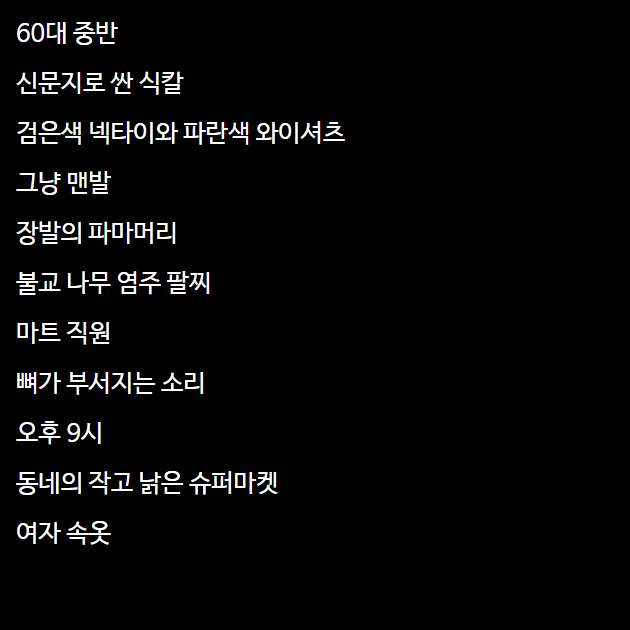 60대 중반
신문지로 싼 식칼
검은색 넥타이와 파란색 와이셔츠
그냥 맨발
장발의 파마머리
불교 나무 염주 팔찌
마트 직원
뼈가 부서지는 소리
오후 9시
동네의 작고 낡은 슈퍼마켓
여자 속옷